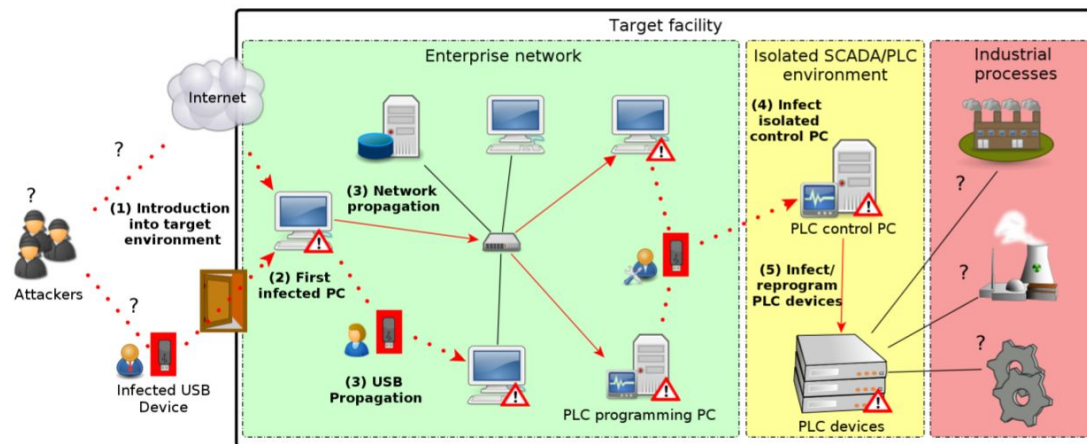 Target facility
Enterprise network
Isolated SCADA/PLC
environment
Industrial
processes
Internet
?
?
(1) Introduction
into target
environment
Attackers
?
Infected USB
Device
(2) First
infected PC
(3) Network
propagation
(3) USB
Propagation
PLC programming PC
(4) Infect
isolated
control PC
PLC control PC
(5) Infect/
reprogram
PLC devices
PLC devices
?
?
?
!
!
!
!
!
!